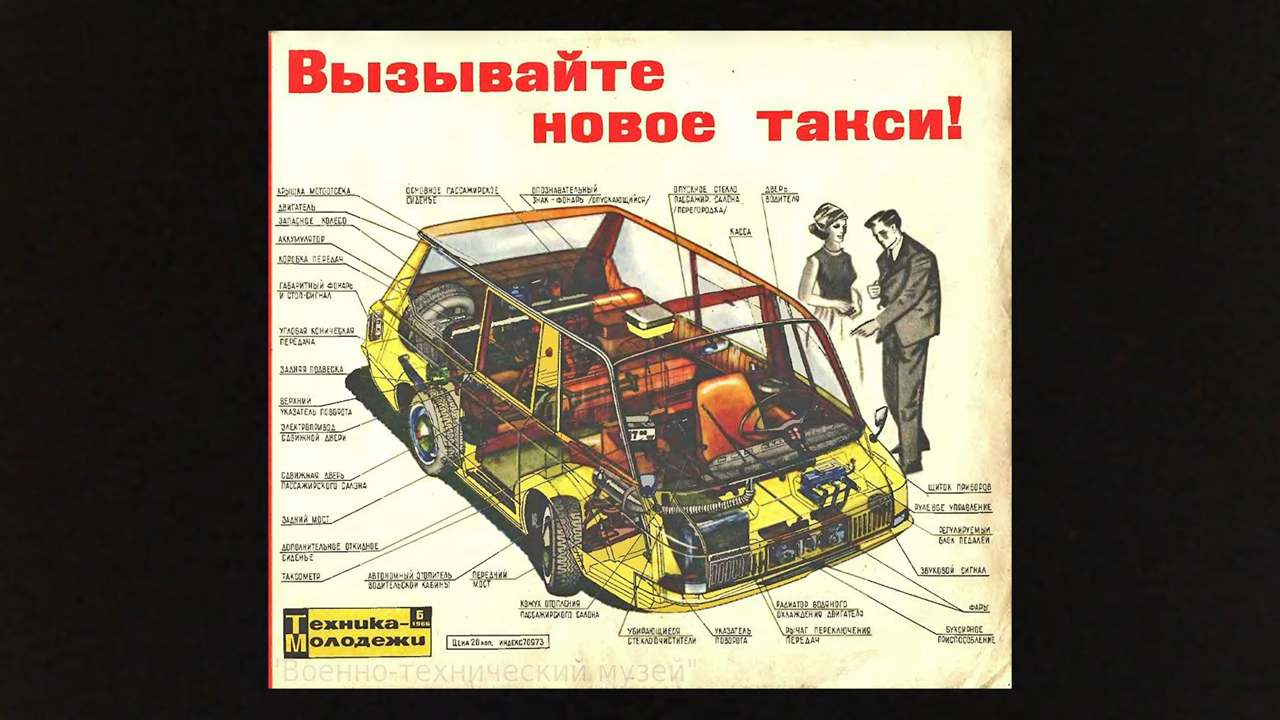 Вызывайте
новое такси!
КРЫШКА МОТООТСЕКА
ДВИГАТЕЛЬ
ЗАПАСНОЕ КОЛЕСО
АККУМУЛЯТОР
КОРОБКА ПЕРЕДАЧ
ГАБАРИТНЫЙ ФОНАРЬ
И СТОП-СИГНАЛ
УГЛОВАЯ КОНИЧЕСКАЯ
ПЕРЕДАЧА
ЗАДНЯЯ ПОДВЕСКА
ВЕРХНИЙ
УКАЗАТЕЛЬ ПОВОРОТА
ЭЛЕКТРОПРИВОД
СДВИЖНОЙ ДВЕРИ
СДВИЖНАЯ ДВЕРЬ
ПАССАЖИРСКОГО САЛОНА
ЗАДНИЙ МОСТ
ДОПОЛНИТЕЛЬНОЕ ОТКИДНОЕ
СИДЕНЬЕ
ТАКСОМЕТР
ОСНОВНОЕ ПАССАЖИРСКОЕ
СИДЕНЬЕ
ОПОЗНАВАТЕЛЬНЫЙ
ЗНАК-ФОНАРЬ /ОПУСКАЮЩИЙСЯ/
ОПУСКНОЕ СТЕКЛО
ПАССАЖИР. САЛОНА
/ПЕРЕГОРОДКА/
КАССА
ДВЕРЬ
ВОДИТЕЛЯ
ЩИТОК ПРИБОРОВ
РУЛЕВОЕ УПРАВЛЕНИЕ
РЕГУЛИРУЕМЫЙ
БЛОК ПЕДАЛЕЙ
ЗВУКОВОЙ СИГНАЛ
ФАРЫ
БУКСИРНОЕ
ПРИСПОСОБЛЕНИЕ
АВТОНОМНЫЙ ОТОПИТЕЛЬ
ВОДИТЕЛЬСКОЙ КАБИНЫ
ПЕРЕДНИЙ
МОСТ
КОЖУХ ОТОПЛЕНИЯ
ПАССАЖИРСКОГО САЛОНА
УБИРАЮЩИЕСЯ
СТЕКЛООЧИСТИТЕЛИ
УКАЗАТЕЛЬ
ПОВОРОТА
РАДИАТОР ВОДЯНОГО
ОХЛАЖДЕНИЯ ДВИГАТЕЛЯ
РЫЧАГ ПЕРЕКЛЮЧЕНИЯ
ПЕРЕДАЧ
Техника-
Молодежи
6
1966
ЦЕНА 20 КОП. ИНДЕКС 70973
"Военно-технический музей"